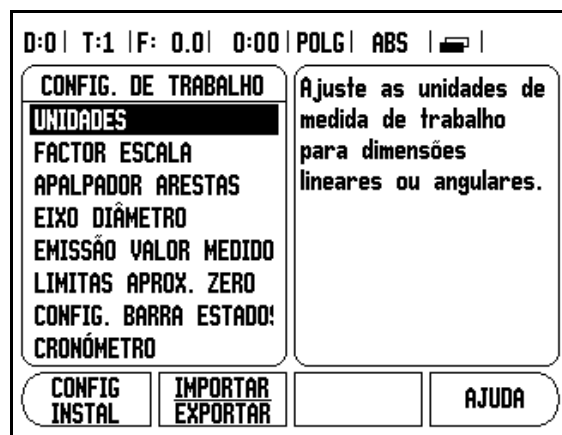 D:0| T:1 |F: 0.0| 0:00|POLG| ABS | |
CONFIG. DE TRABALHO
UNIDADES
FACTOR ESCALA
APALPADOR ARESTAS
EIXO DIÂMETRO
EMISSÃO VALOR MEDIDO
LIMITAS APROX. ZERO
CONFIG. BARRA ESTADOS
CRONÓMETRO
Ajuste as unidades de
medida de trabalho
para dimensões
lineares ou angulares.
CONFIG
INSTAL
IMPORTAR
EXPORTAR
AJUDA